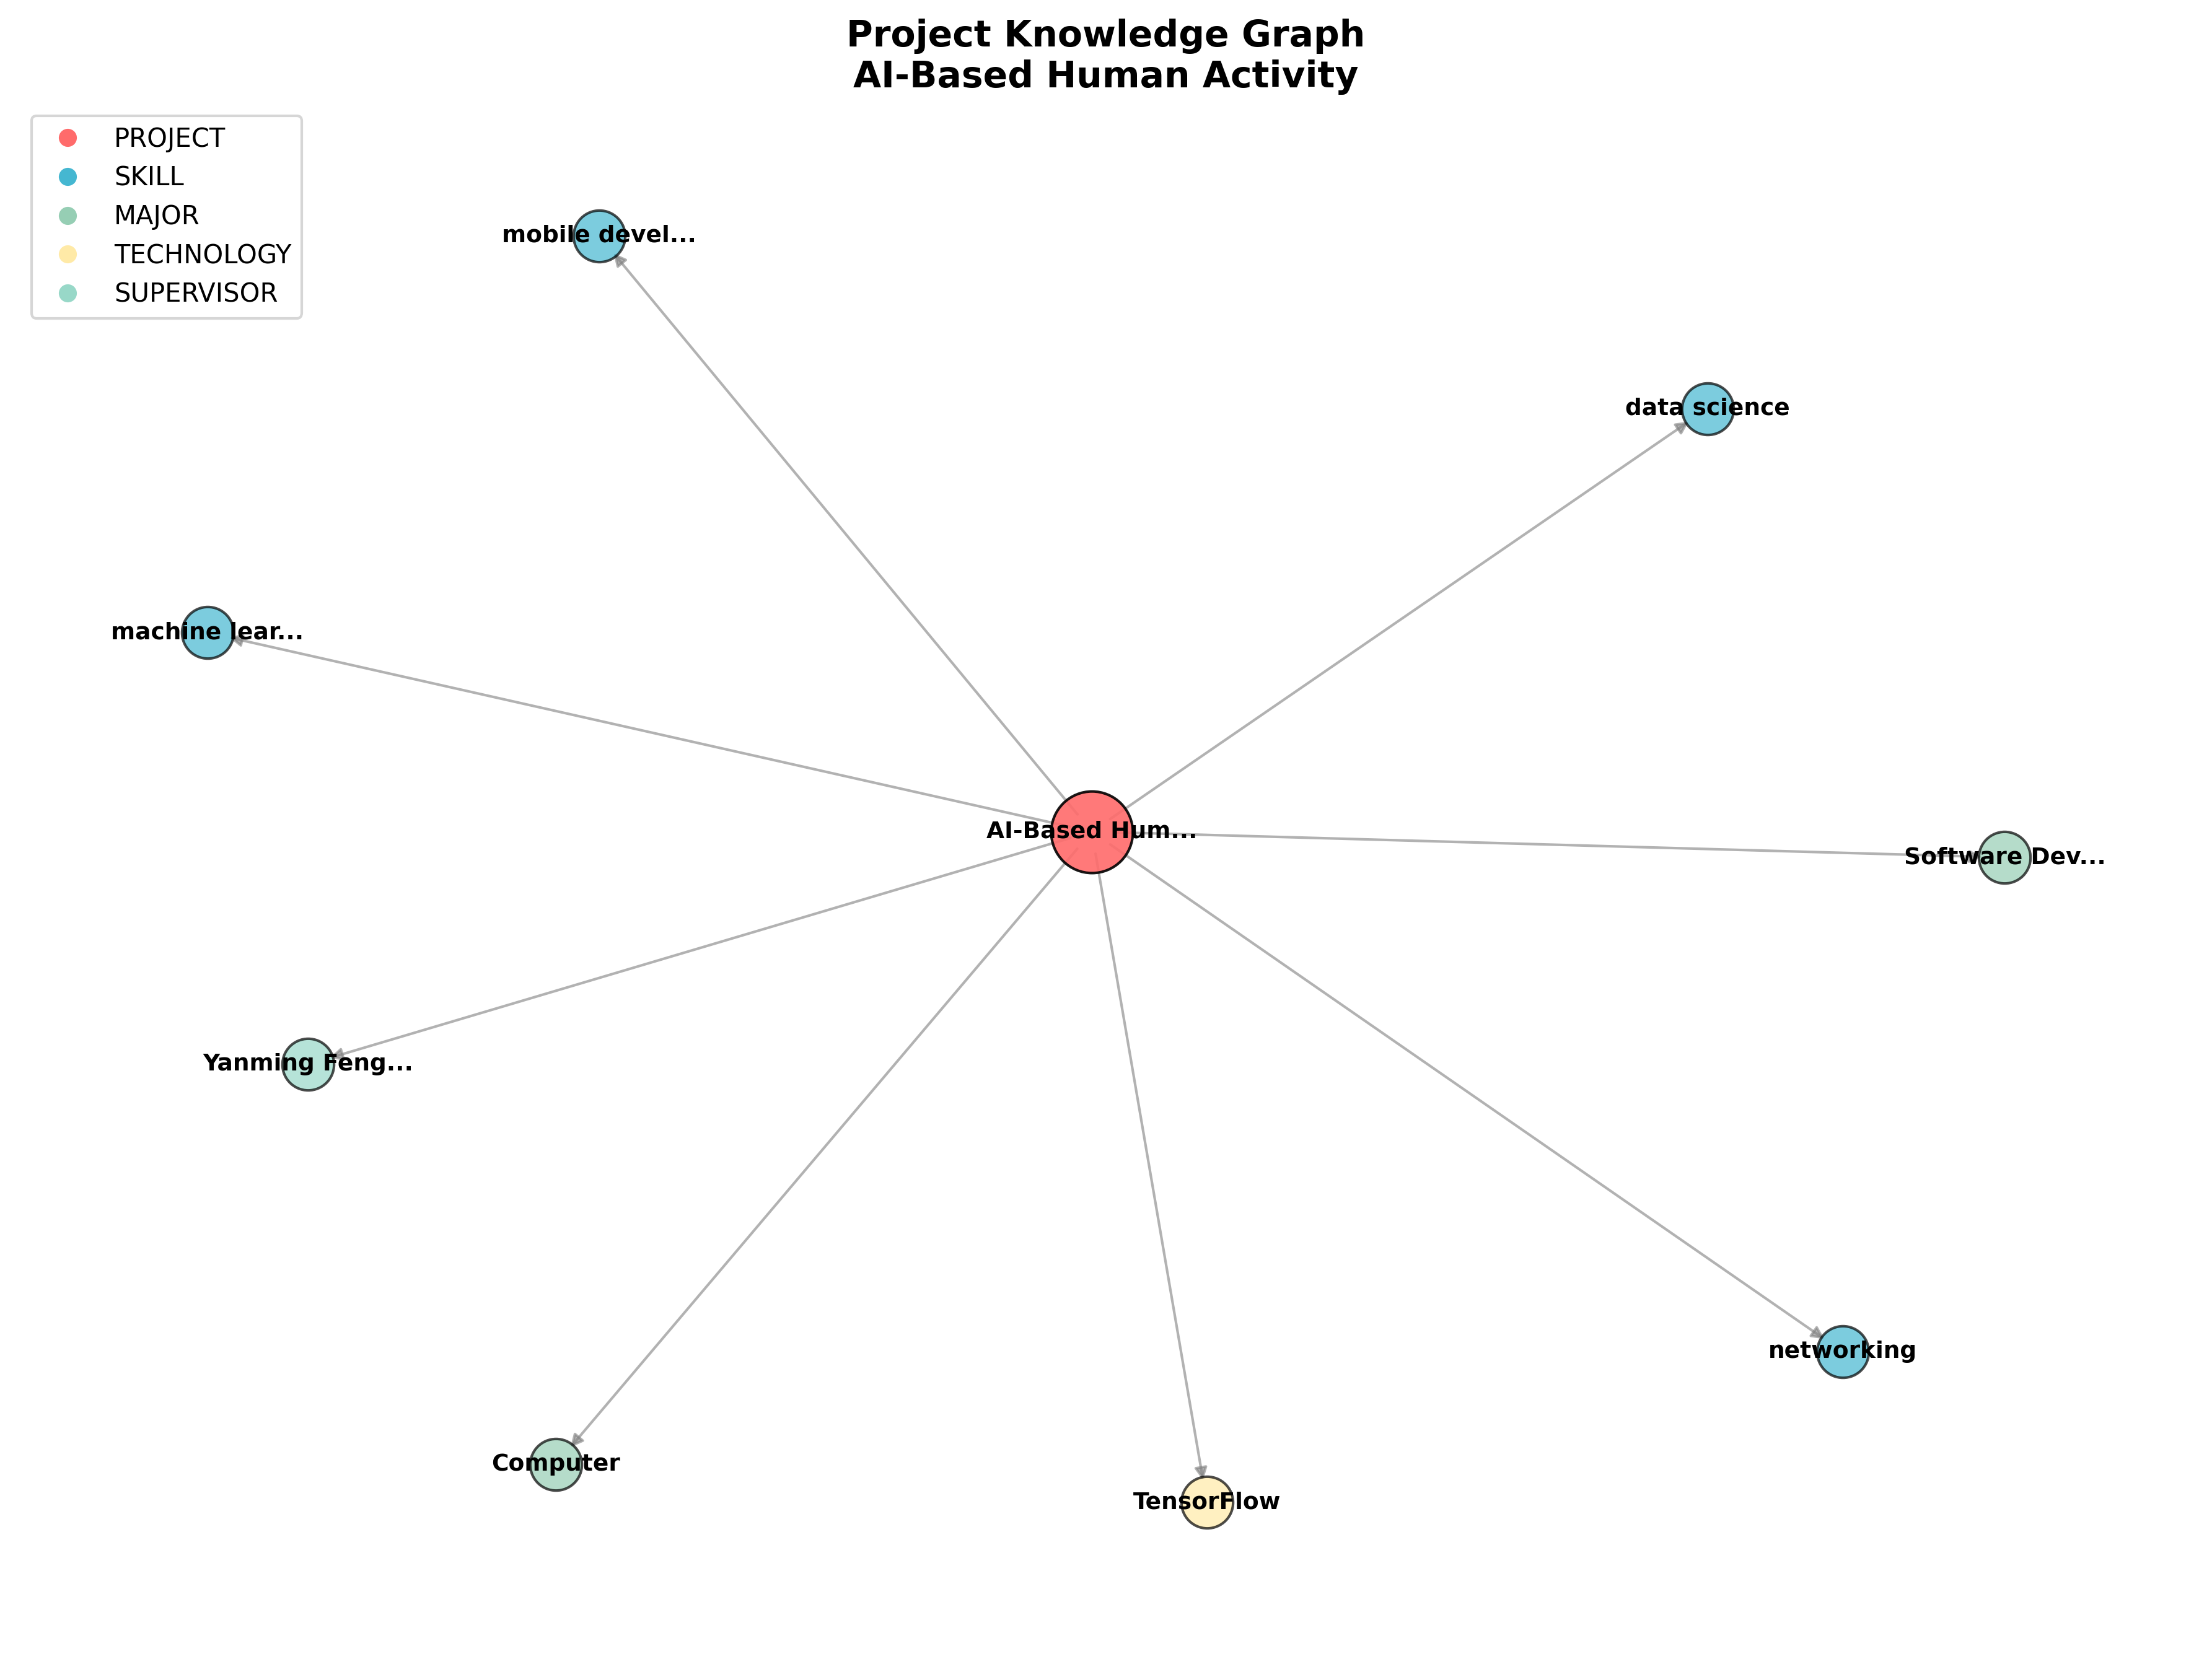 Project Knowledge Graph
AI-Based Human Activity
PROJECT
SKILL
MAJOR
TECHNOLOGY
SUPERVISOR
mobile devel...
data science
machine lear...
AI-Based Hum...
Software Dev...
Yanming Feng...
networking
Computer
TensorFlow